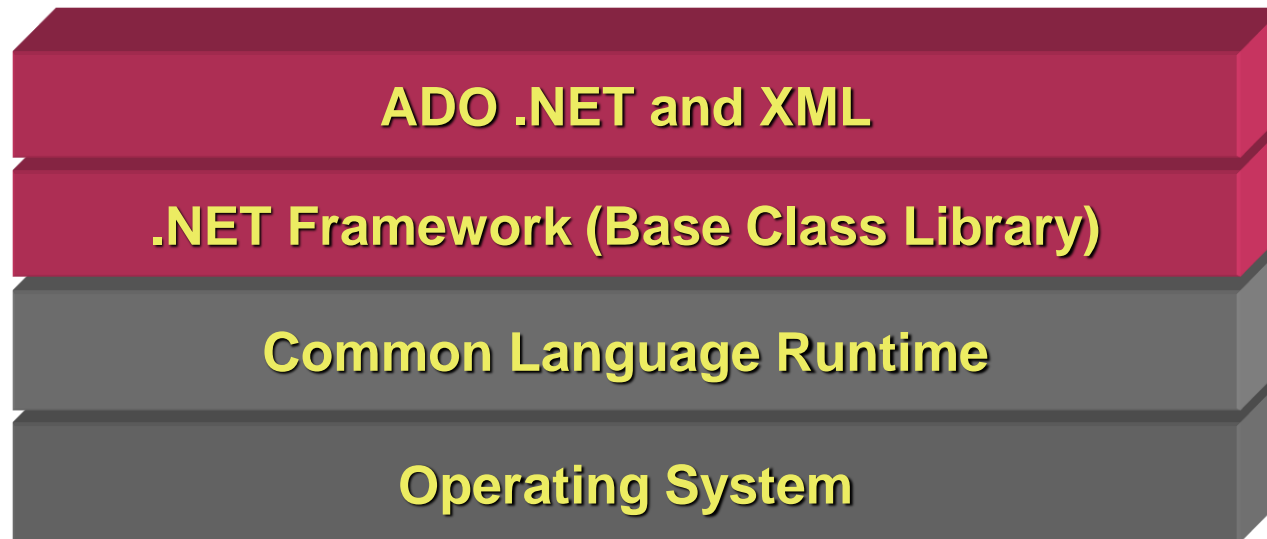 ADO .NET and XML
.NET Framework (Base Class Library)
Common Language Runtime
Operating System